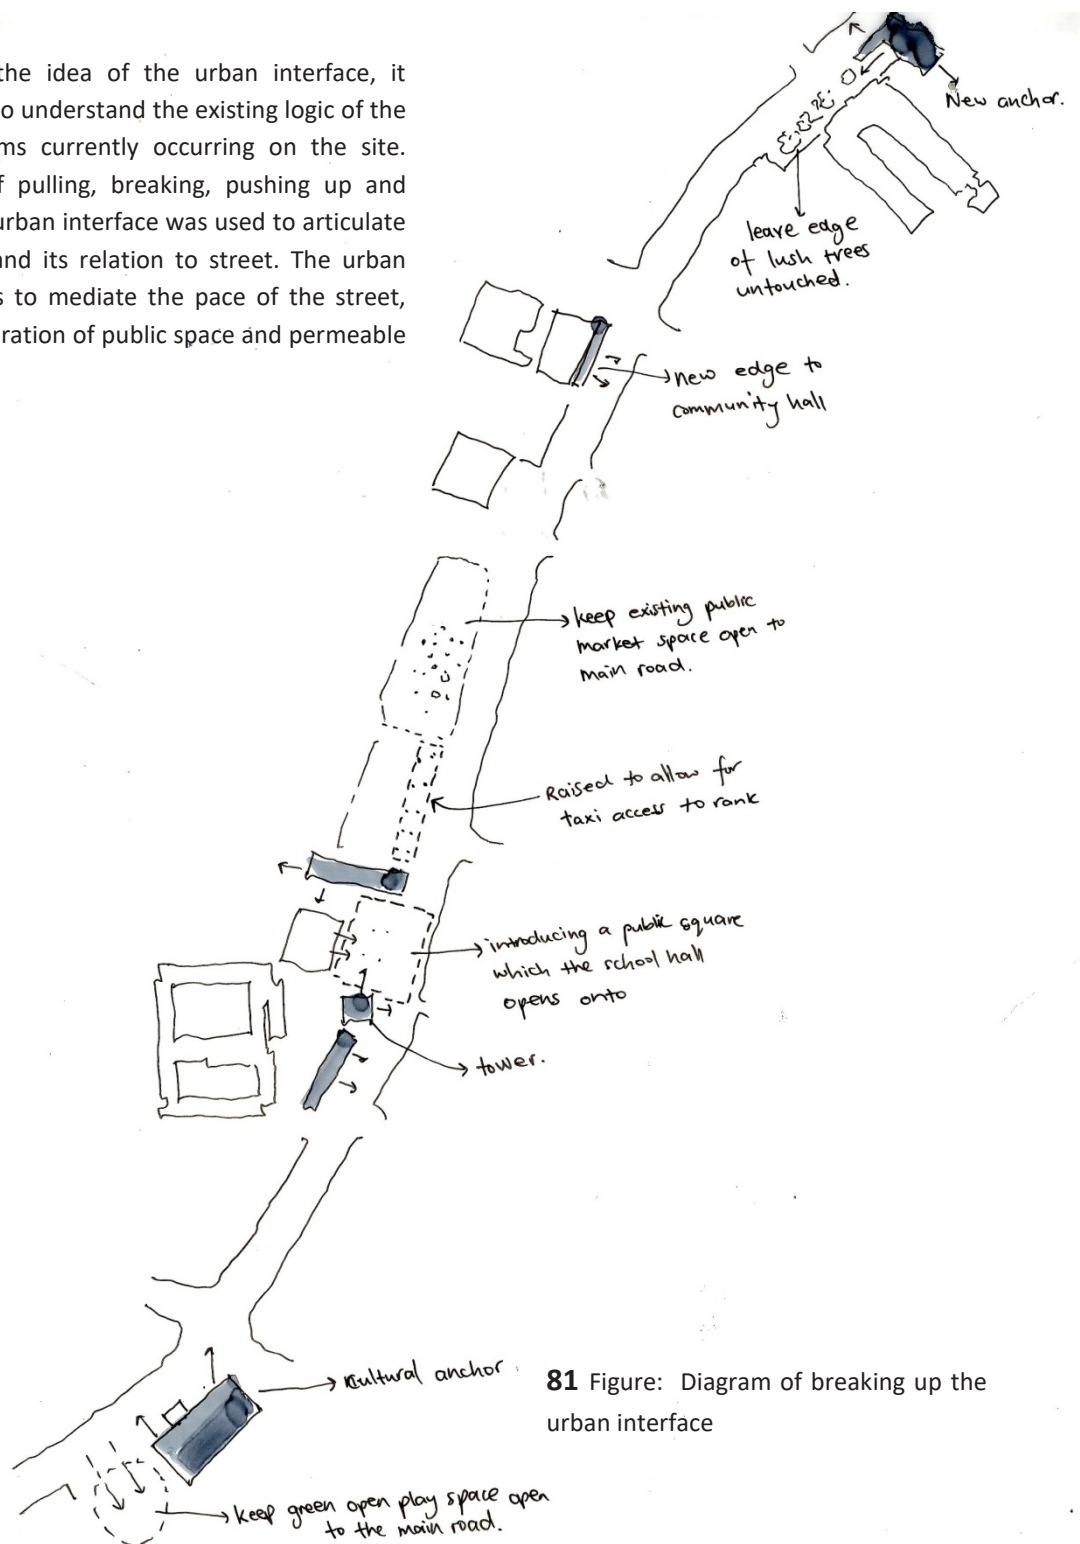 the idea of the urban interface, it
o understand the existing logic of the
ms currently occurring on the site.
f pulling, breaking, pushing up and
urban interface was used to articulate
and its relation to street. The urban
s to mediate the pace of the street,
ration of public space and permeable
New anchor.
leave edge
of lush trees
untouched.
new edge to
community hall
keep existing public
market space open to
main road.
Raised to allow for
taxi access to rank
introducing a public square
which the school hall
opens onto
tower.
Cultural anchor
81 Figure: Diagram of breaking up the
urban interface
keep green open play space open
to the main road.